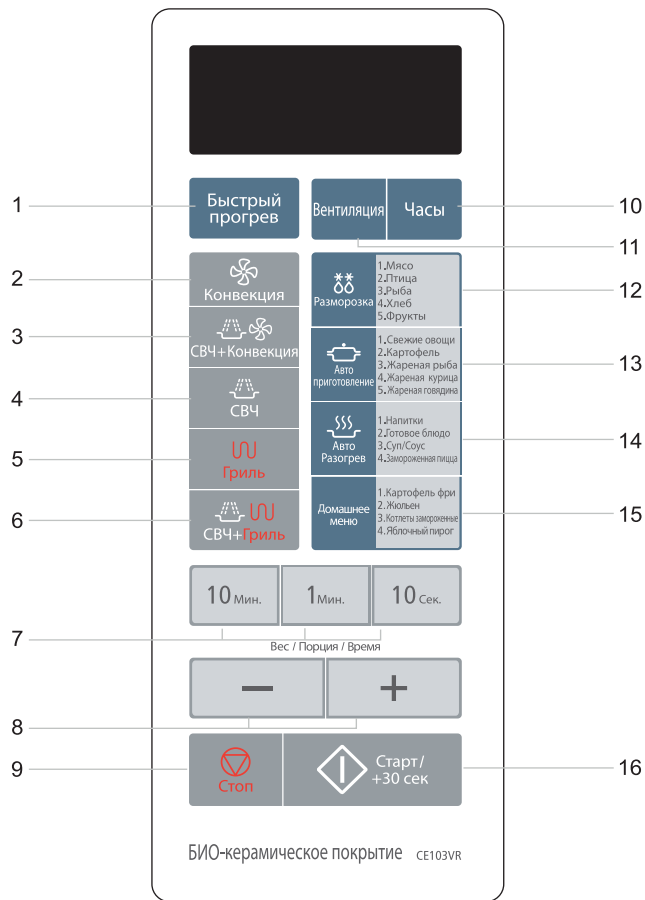 1
Быстрый
прогрев
Вентиляция
Часы
10
11
2
Конвекция
3
СВЧ+Конвекция
4
СВЧ
5
Гриль
6
СВЧ+Гриль
Разморозка
1.Мясо
2.Птица
3.Рыба
4.Хлеб
5.Фрукты
12
Авто
приготовление
1.Свежие овощи
2.Картофель
3.Жареная рыба
4.Жареная курица
5.Жареная говядина
13
Авто
Разогрев
1.Напитки
2.Готовое блюдо
3.Суп/Соус
4.Замороженная пицца
14
Домашнее
меню
1.Картофель фри
2.Жюльен
3.Котлеты замороженные
4.Яблочный пирог
15
10 Мин.
1 Мин.
10 Сек.
7
Вес / Порция / Время
− +
8
9
Стоп
Старт/
+30 сек
16
БИО-керамическое покрытие CE103VR